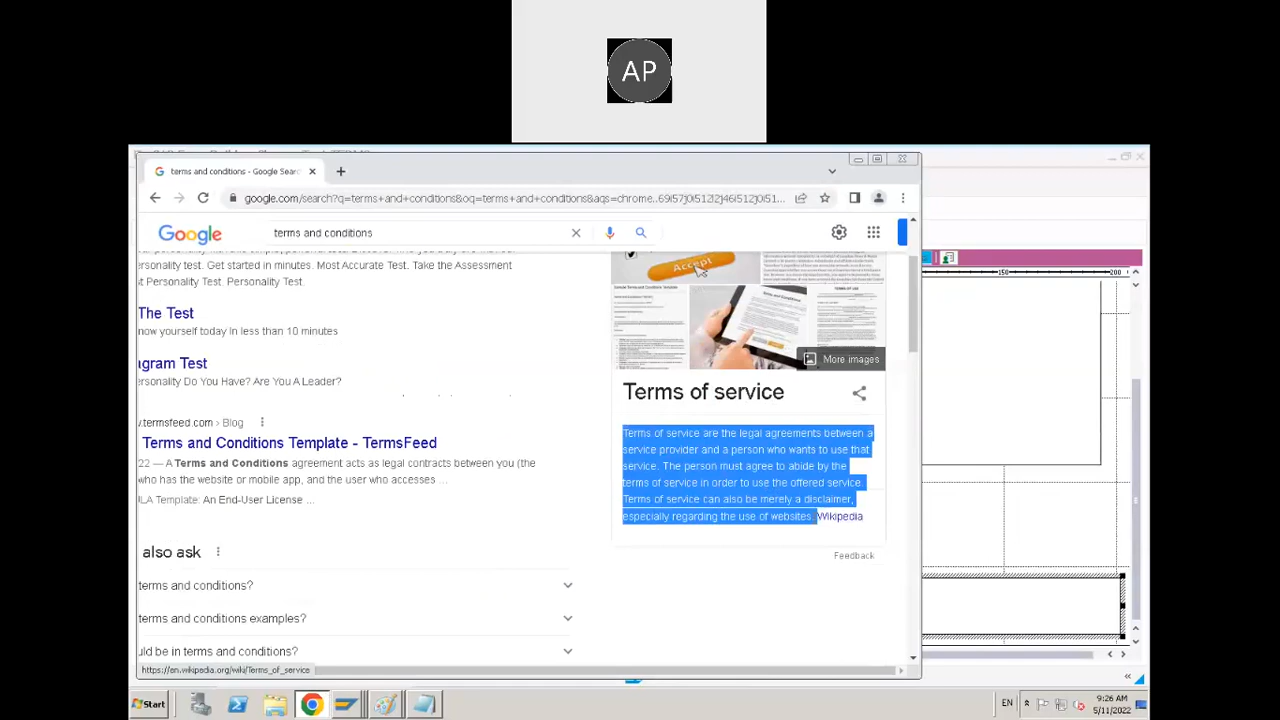 AP
terms and conditions - Google Searc
google.com/search?q=terms+and+conditions&oq=terms+and+conditions&aqs=chrome..69i57j0i512l2j46i512j0i51...
Google
terms and conditions
personality test. Get started in minutes. Most Accurate Test. Take the Assessment
t Personality Test. Personality Test.
The Test
now yourself today in less than 10 minutes
agram Test
ersonality Do You Have? Are You A Leader?
.termsfeed.com › Blog
Terms and Conditions Template - TermsFeed
22 — A Terms and Conditions agreement acts as legal contracts between you (the
who has the website or mobile app, and the user who accesses ...
ULA Template: An End-User License ...
also ask
terms and conditions?
terms and conditions examples?
uld be in terms and conditions?
Accept
More images
Terms of service
Terms of service are the legal agreements between a
service provider and a person who wants to use that
service. The person must agree to abide by the
terms of service in order to use the offered service.
Terms of service can also be merely a disclaimer,
especially regarding the use of websites. Wikipedia
Feedback
150
200
https://en.wikipedia.org/wiki/Terms_of_service
Start
EN
9:26 AM
5/11/2022